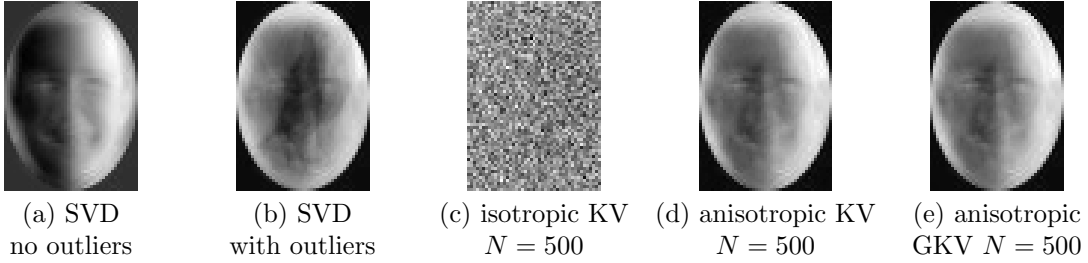 (a) SVD
no outliers
(b) SVD
with outliers
(c) isotropic KV
N = 500
(d) anisotropic KV
N = 500
(e) anisotropic
GKV N = 500